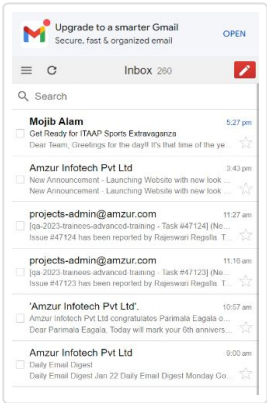 Upgrade to a smarter Gmail
Secure, fast & organized email
OPEN
Inbox 260
Search
Mojib Alam 5:27 pm
Get Ready for ITAAP Sports Extravaganza
Dear Team, Greetings for the day!! It's that time of the ye
Amzur Infotech Pvt Ltd 3:43 pm
New Announcement - Launching Website with new look ...
New Announcement - Launching Website with new look ...
projects-admin@amzur.com 11:27 am
[qa-2023-trainees-advanced-training - Task #47124] (Ne...
Issue #47124 has been reported by Rajeswari Regalla. T...
projects-admin@amzur.com 11:16 am
[qa-2023-trainees-advanced-training - Task #47123] (Ne...
Issue #47123 has been reported by Rajeswari Regalla. T...
'Amzur Infotech Pvt Ltd'. 10:57 am
Amzur Infotech Pvt Ltd congratulates Parimala Eagala o...
Dear Parimala Eagala, Today will mark your 6th annivers...
Amzur Infotech Pvt Ltd 9:00 am
Daily Email Digest
Daily Email Digest Jan 22 Daily Email Digest Monday Go...